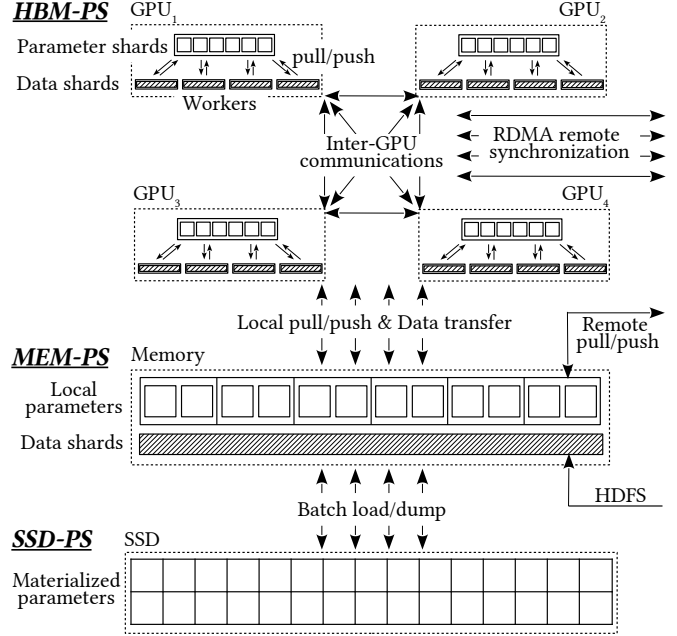 HBM-PS
GPU1
GPU2
Parameter shards
pull/push
Data shards
Workers
Inter-GPU
communications
RDMA remote
synchronization
GPU3
GPU4
Local pull/push & Data transfer
Remote
pull/push
MEM-PS
Memory
Local
parameters
Data shards
HDFS
Batch load/dump
SSD-PS
SSD
Materialized
parameters